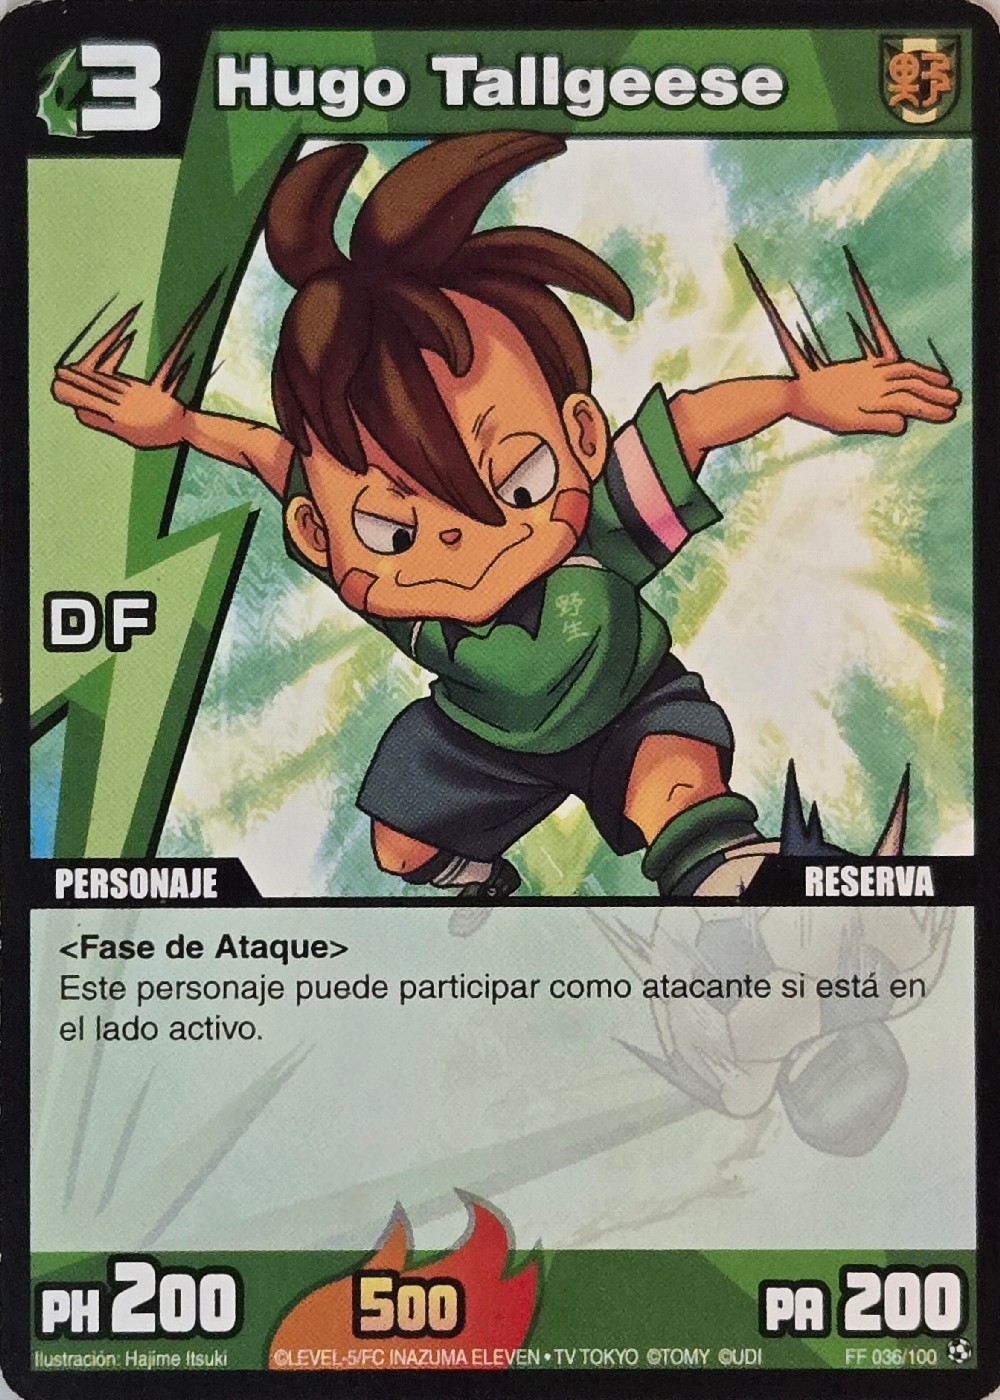 3 Hugo Tallgeese 野
野生
DF
PERSONAJE RESERVA
<Fase de Ataque>
Este personaje puede participar como atacante si está en
el lado activo.
PH 200 500 PA 200
Ilustración: Hajime Itsuki ©LEVEL-5/FC INAZUMA ELEVEN • TV TOKYO ©TOMY ©UDI FF 036/100